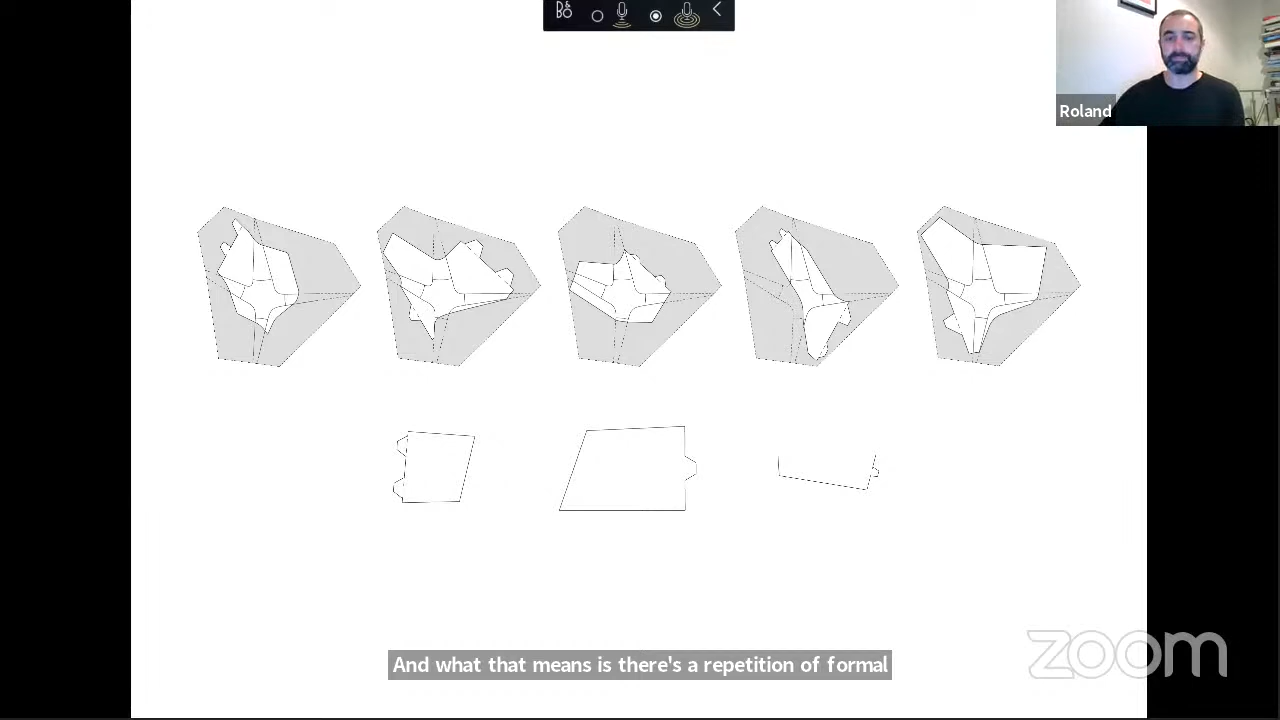 Roland
And what that means is there's a repetition of formal
zoom